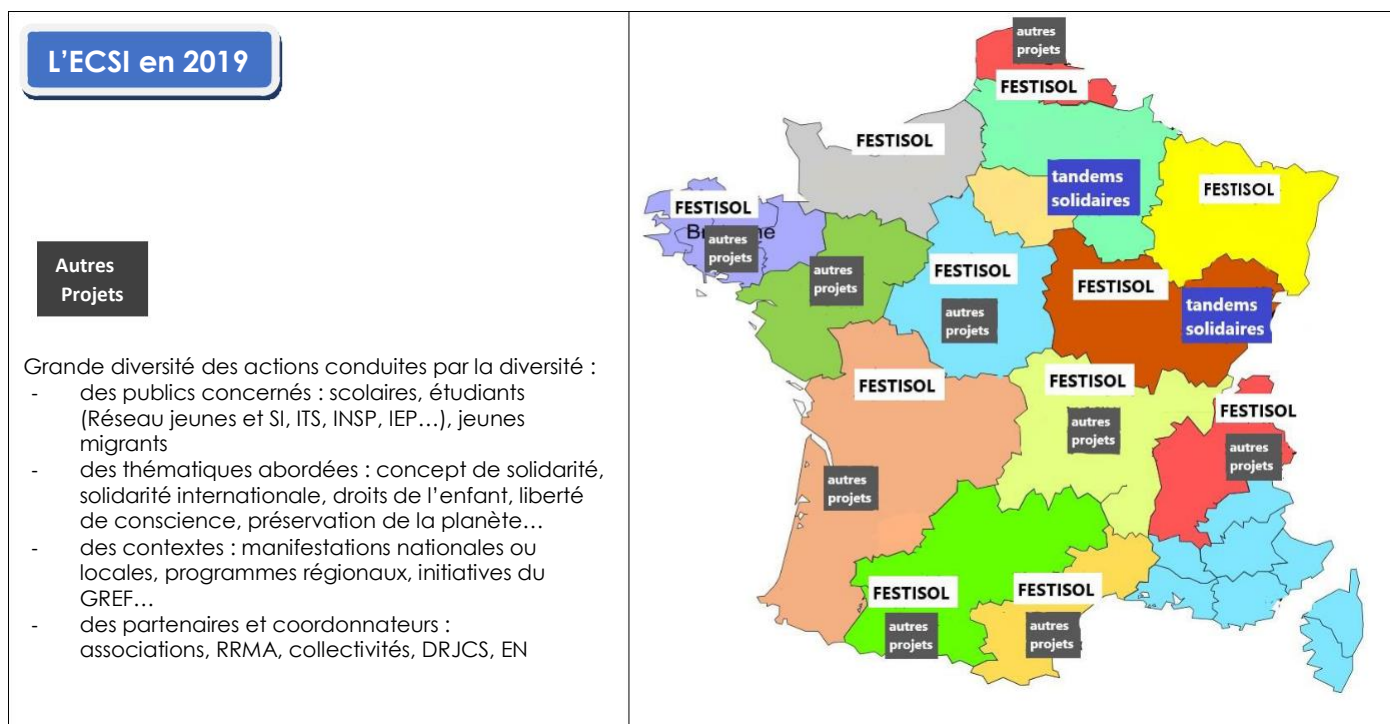 L'ECSI en 2019
Autres
Projets
Grande diversité des actions conduites par la diversité :
- des publics concernés : scolaires, étudiants
(Réseau jeunes et SI, ITS, INSP, IEP…), jeunes
migrants
- des thématiques abordées : concept de solidarité,
solidarité internationale, droits de l'enfant, liberté
de conscience, préservation de la planète…
- des contextes : manifestations nationales ou
locales, programmes régionaux, initiatives du
GREF…
- des partenaires et coordonnateurs :
associations, RRMA, collectivités, DRJCS, EN
autres
projets
FESTISOL
FESTISOL
tandems
solidaires
FESTISOL
FESTISOL
autres
projets
autres
projets
FESTISOL
autres
projets
FESTISOL
tandems
solidaires
FESTISOL
FESTISOL
autres
projets
FESTISOL
autres
projets
autres
projets
FESTISOL
autres
projets
FESTISOL
autres
projets